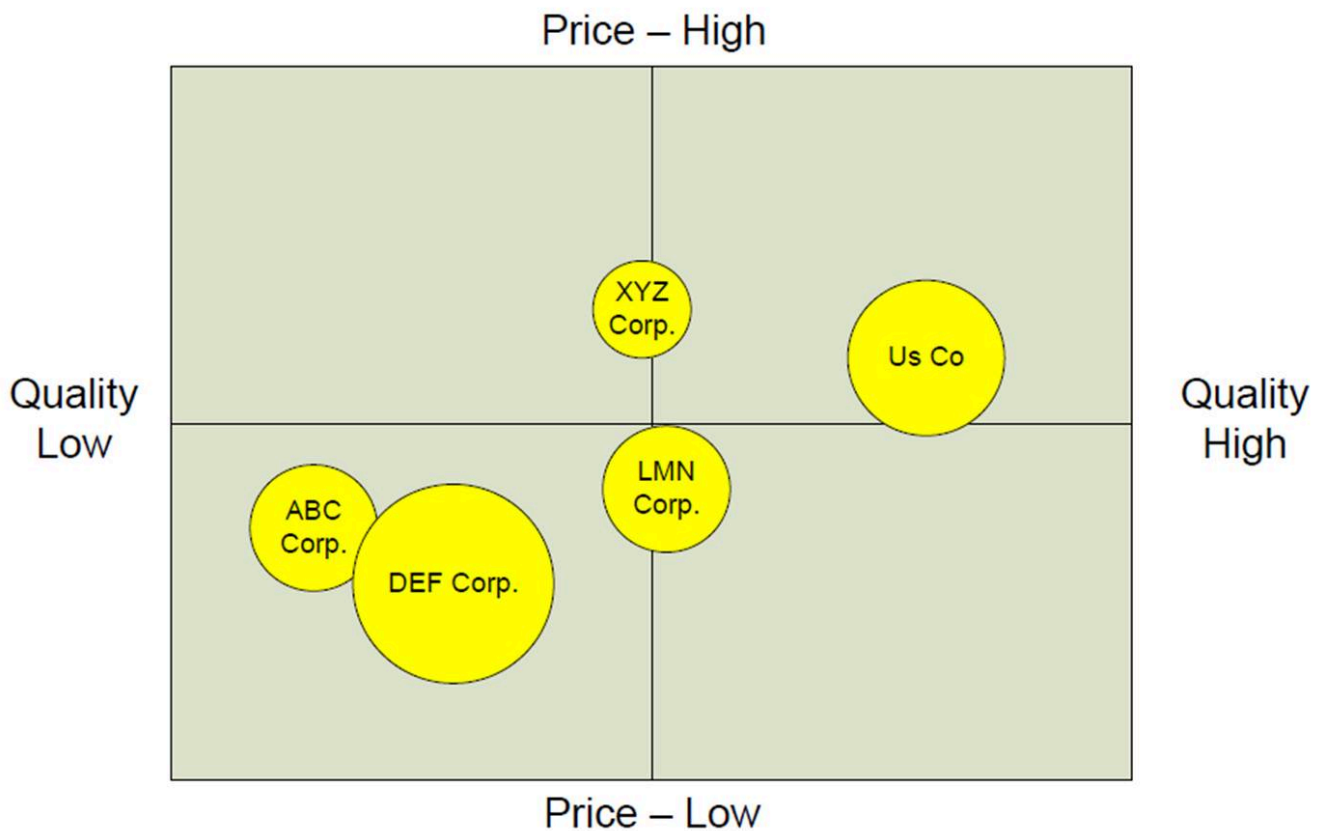 Price – High
XYZ
Corp.
Us Co
Quality
Low
Quality
High
LMN
Corp.
ABC
Corp.
DEF Corp.
Price – Low